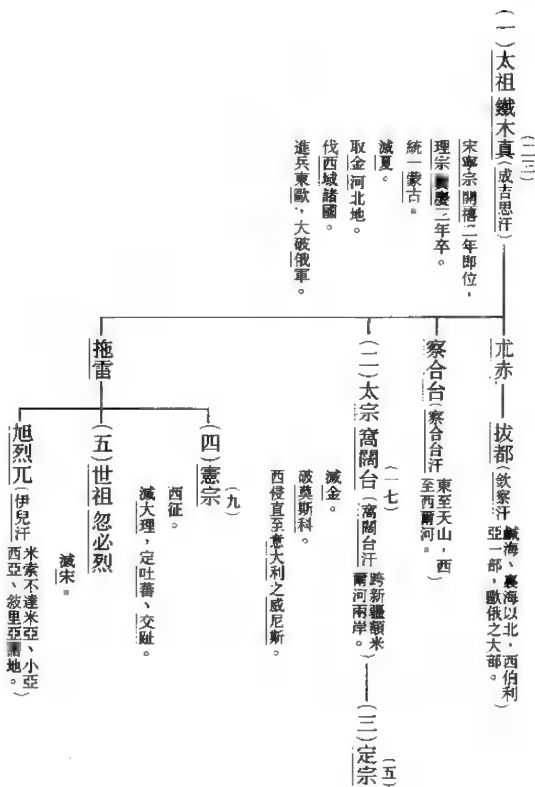 （一）太祖 鐵木真（成吉思汗）
（二二）
宋寧宗開禧二年即位，
理宗慶二年卒。
統一蒙古。
滅夏。
取金河北地。
伐西域諸國。
進兵東歐，大破俄軍。
朮赤
拔都（欽察汗
鹹海、裏海以北，西伯利
亞一部，歐俄之大部。）
察合台（察合台汗
東至天山，西
至西爾河。）
（二）太宗 窩闊台（窩闊台汗
跨新疆額米
爾河兩岸。）
（一七）
滅金。
破莫斯科。
西侵直至意大利之威尼斯。
（三）定宗
（五）
拖雷
（四）憲宗
（九）
西征。
滅大理，定吐蕃、交趾。
（五）世祖 忽必烈
滅宋。
旭烈兀（伊兒汗
米索不達米亞、小亞
西亞、敍里亞地。）